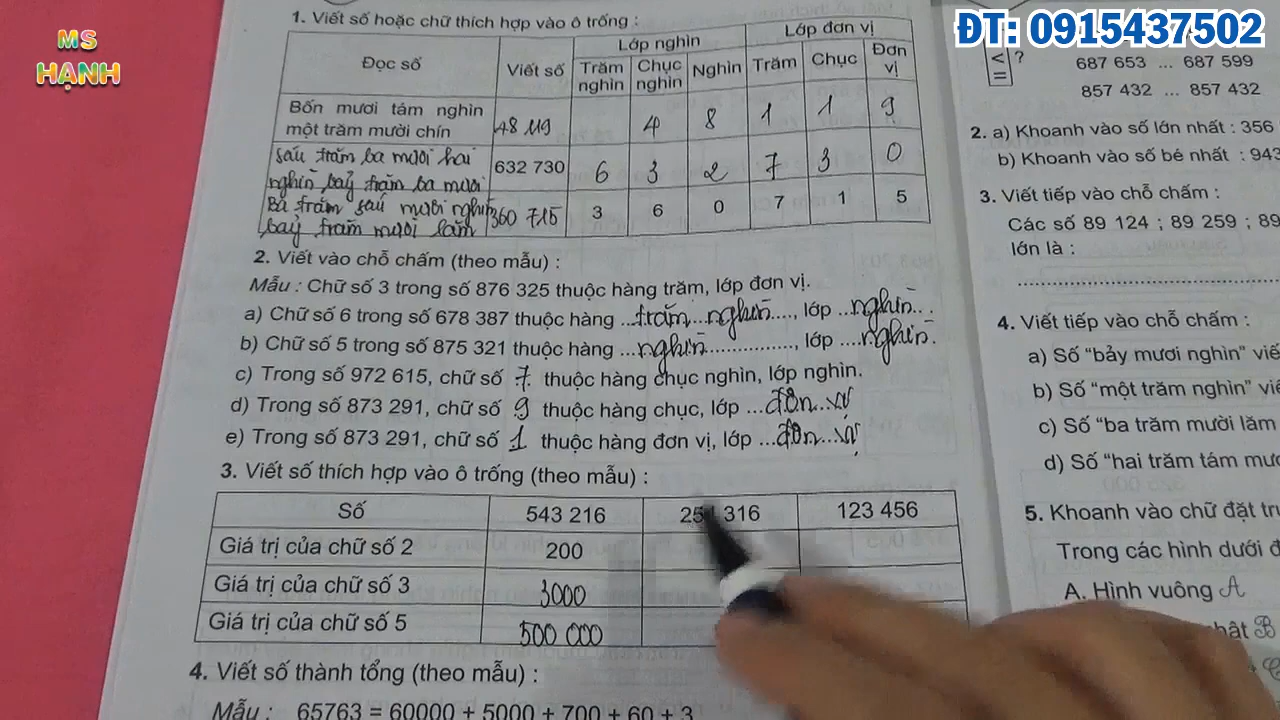 MS
HẠNH
ĐT: 0915437502
1. Viết số hoặc chữ thích hợp vào ô trống :
Đọc số Viết số Lớp nghìn Lớp đơn vị
Trăm nghìn Chục nghìn Nghìn Trăm Chục Đơn vị
Bốn mươi tám nghìn
một trăm mười chín 48 119 4 8 1 1 9
sáu trăm ba mươi hai
nghìn bảy trăm ba mươi 632 730 6 3 2 7 3 0
Ba trăm sáu mươi nghìn
bảy trăm mười lăm 360 715 3 6 0 7 1 5
2. Viết vào chỗ chấm (theo mẫu) :
Mẫu : Chữ số 3 trong số 876 325 thuộc hàng trăm, lớp đơn vị.
a) Chữ số 6 trong số 678 387 thuộc hàng ...trăm...nghìn....., lớp ...nghìn...
b) Chữ số 5 trong số 875 321 thuộc hàng ...nghìn................, lớp ....nghìn.
c) Trong số 972 615, chữ số 7 thuộc hàng chục nghìn, lớp nghìn.
d) Trong số 873 291, chữ số 9 thuộc hàng chục, lớp ...đơn...vị
e) Trong số 873 291, chữ số 1 thuộc hàng đơn vị, lớp ...đơn...vị.
3. Viết số thích hợp vào ô trống (theo mẫu) :
Số 543 216 316 123 456
Giá trị của chữ số 2 200
Giá trị của chữ số 3 3000
Giá trị của chữ số 5 500 000
4. Viết số thành tổng (theo mẫu) :
Mẫu : 65763 = 60000 + 5000 + 700 + 60 + 3
<
=
?
687 653 ... 687 599
857 432 ... 857 432
2. a) Khoanh vào số lớn nhất : 356
b) Khoanh vào số bé nhất : 943
3. Viết tiếp vào chỗ chấm :
Các số 89 124 ; 89 259 ; 89
lớn là :
4. Viết tiếp vào chỗ chấm :
a) Số “bảy mươi nghìn” viế
b) Số “một trăm nghìn” viế
c) Số “ba trăm mười lăm
d) Số “hai trăm tám mươ
5. Khoanh vào chữ đặt tr
Trong các hình dưới đ
A. Hình vuông A
hật B